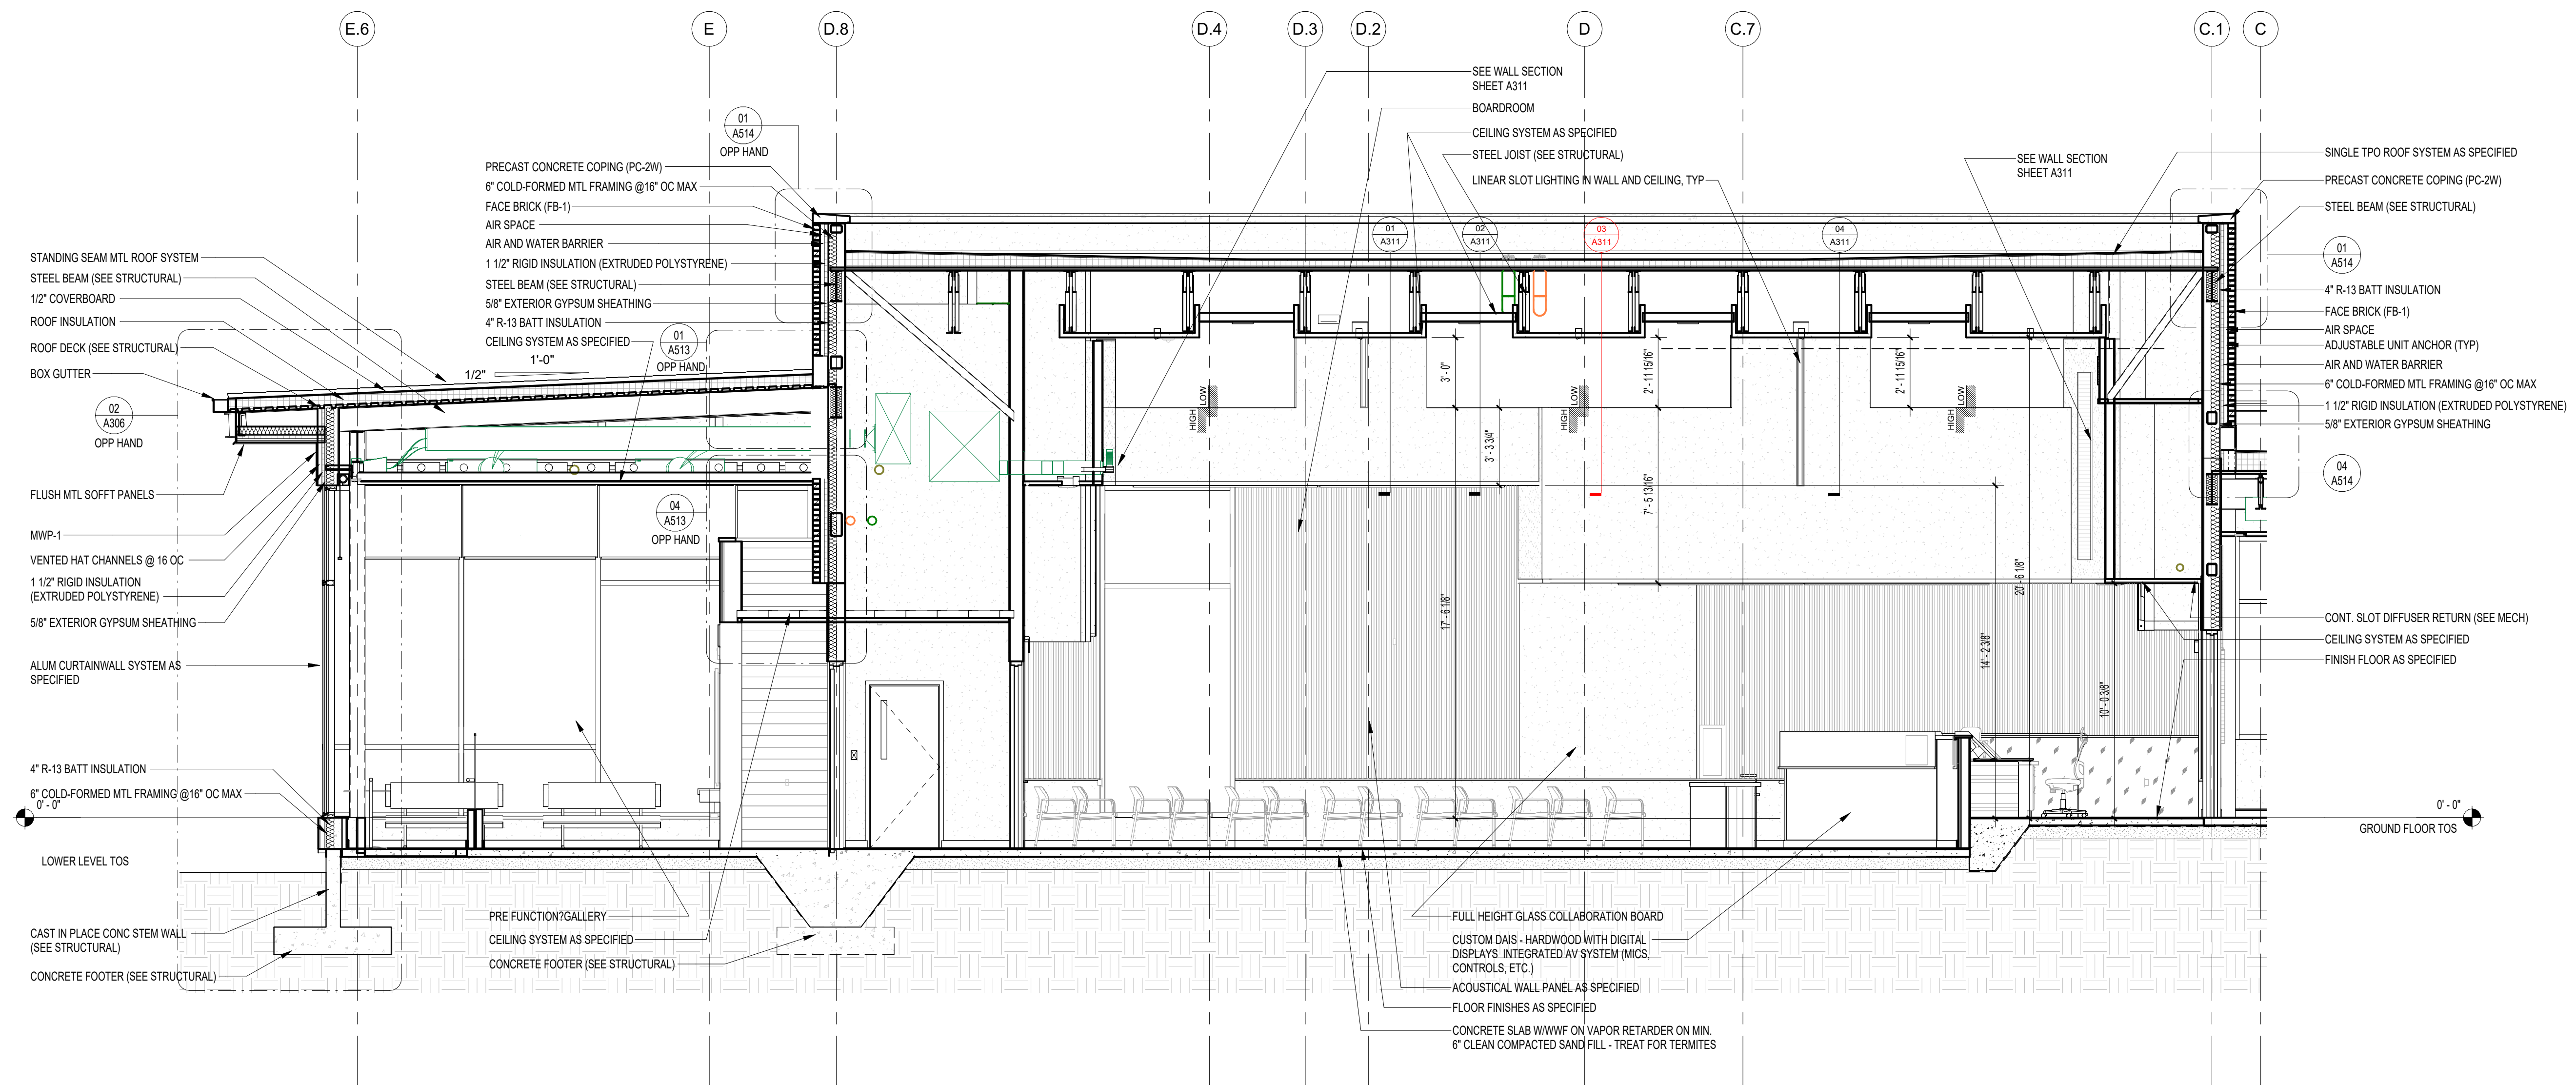 E.6
E
D.8
D.4
D.3
D.2
D
C.7
C.1
C
01
A514
OPP HAND
PRECAST CONCRETE COPING (PC-2W)
6" COLD-FORMED MTL FRAMING @16" OC MAX
FACE BRICK (FB-1)
AIR SPACE
AIR AND WATER BARRIER
1 1/2" RIGID INSULATION (EXTRUDED POLYSTYRENE)
STEEL BEAM (SEE STRUCTURAL)
5/8" EXTERIOR GYPSUM SHEATHING
4" R-13 BATT INSULATION
CEILING SYSTEM AS SPECIFIED
01
A513
OPP HAND
1'-0"
1/2"
STANDING SEAM MTL ROOF SYSTEM
STEEL BEAM (SEE STRUCTURAL)
1/2" COVERBOARD
ROOF INSULATION
ROOF DECK (SEE STRUCTURAL)
BOX GUTTER
02
A306
OPP HAND
FLUSH MTL SOFFT PANELS
MWP-1
VENTED HAT CHANNELS @ 16 OC
1 1/2" RIGID INSULATION
(EXTRUDED POLYSTYRENE)
5/8" EXTERIOR GYPSUM SHEATHING
ALUM CURTAINWALL SYSTEM AS
SPECIFIED
4" R-13 BATT INSULATION
6" COLD-FORMED MTL FRAMING @16" OC MAX
0' - 0"
LOWER LEVEL TOS
CAST IN PLACE CONC STEM WALL
(SEE STRUCTURAL)
CONCRETE FOOTER (SEE STRUCTURAL)
04
A513
OPP HAND
PRE FUNCTION?GALLERY
CEILING SYSTEM AS SPECIFIED
CONCRETE FOOTER (SEE STRUCTURAL)
SEE WALL SECTION
SHEET A311
BOARDROOM
CEILING SYSTEM AS SPECIFIED
STEEL JOIST (SEE STRUCTURAL)
LINEAR SLOT LIGHTING IN WALL AND CEILING, TYP
01
A311
02
A311
03
A311
04
A311
HIGH
LOW
HIGH
LOW
HIGH
LOW
3' - 0"
2' - 11 15/16"
2' - 11 15/16"
3' - 3 3/4"
7' - 5 13/16"
17' - 6 1/8"
20' - 6 1/8"
14' - 2 3/8"
10' - 0 3/8"
FULL HEIGHT GLASS COLLABORATION BOARD
CUSTOM DAIS - HARDWOOD WITH DIGITAL
DISPLAYS INTEGRATED AV SYSTEM (MICS,
CONTROLS, ETC.)
ACOUSTICAL WALL PANEL AS SPECIFIED
FLOOR FINISHES AS SPECIFIED
CONCRETE SLAB W/WWF ON VAPOR RETARDER ON MIN.
6" CLEAN COMPACTED SAND FILL - TREAT FOR TERMITES
SEE WALL SECTION
SHEET A311
SINGLE TPO ROOF SYSTEM AS SPECIFIED
PRECAST CONCRETE COPING (PC-2W)
STEEL BEAM (SEE STRUCTURAL)
01
A514
4" R-13 BATT INSULATION
FACE BRICK (FB-1)
AIR SPACE
ADJUSTABLE UNIT ANCHOR (TYP)
AIR AND WATER BARRIER
6" COLD-FORMED MTL FRAMING @16" OC MAX
1 1/2" RIGID INSULATION (EXTRUDED POLYSTYRENE)
5/8" EXTERIOR GYPSUM SHEATHING
04
A514
CONT. SLOT DIFFUSER RETURN (SEE MECH)
CEILING SYSTEM AS SPECIFIED
FINISH FLOOR AS SPECIFIED
0' - 0"
GROUND FLOOR TOS